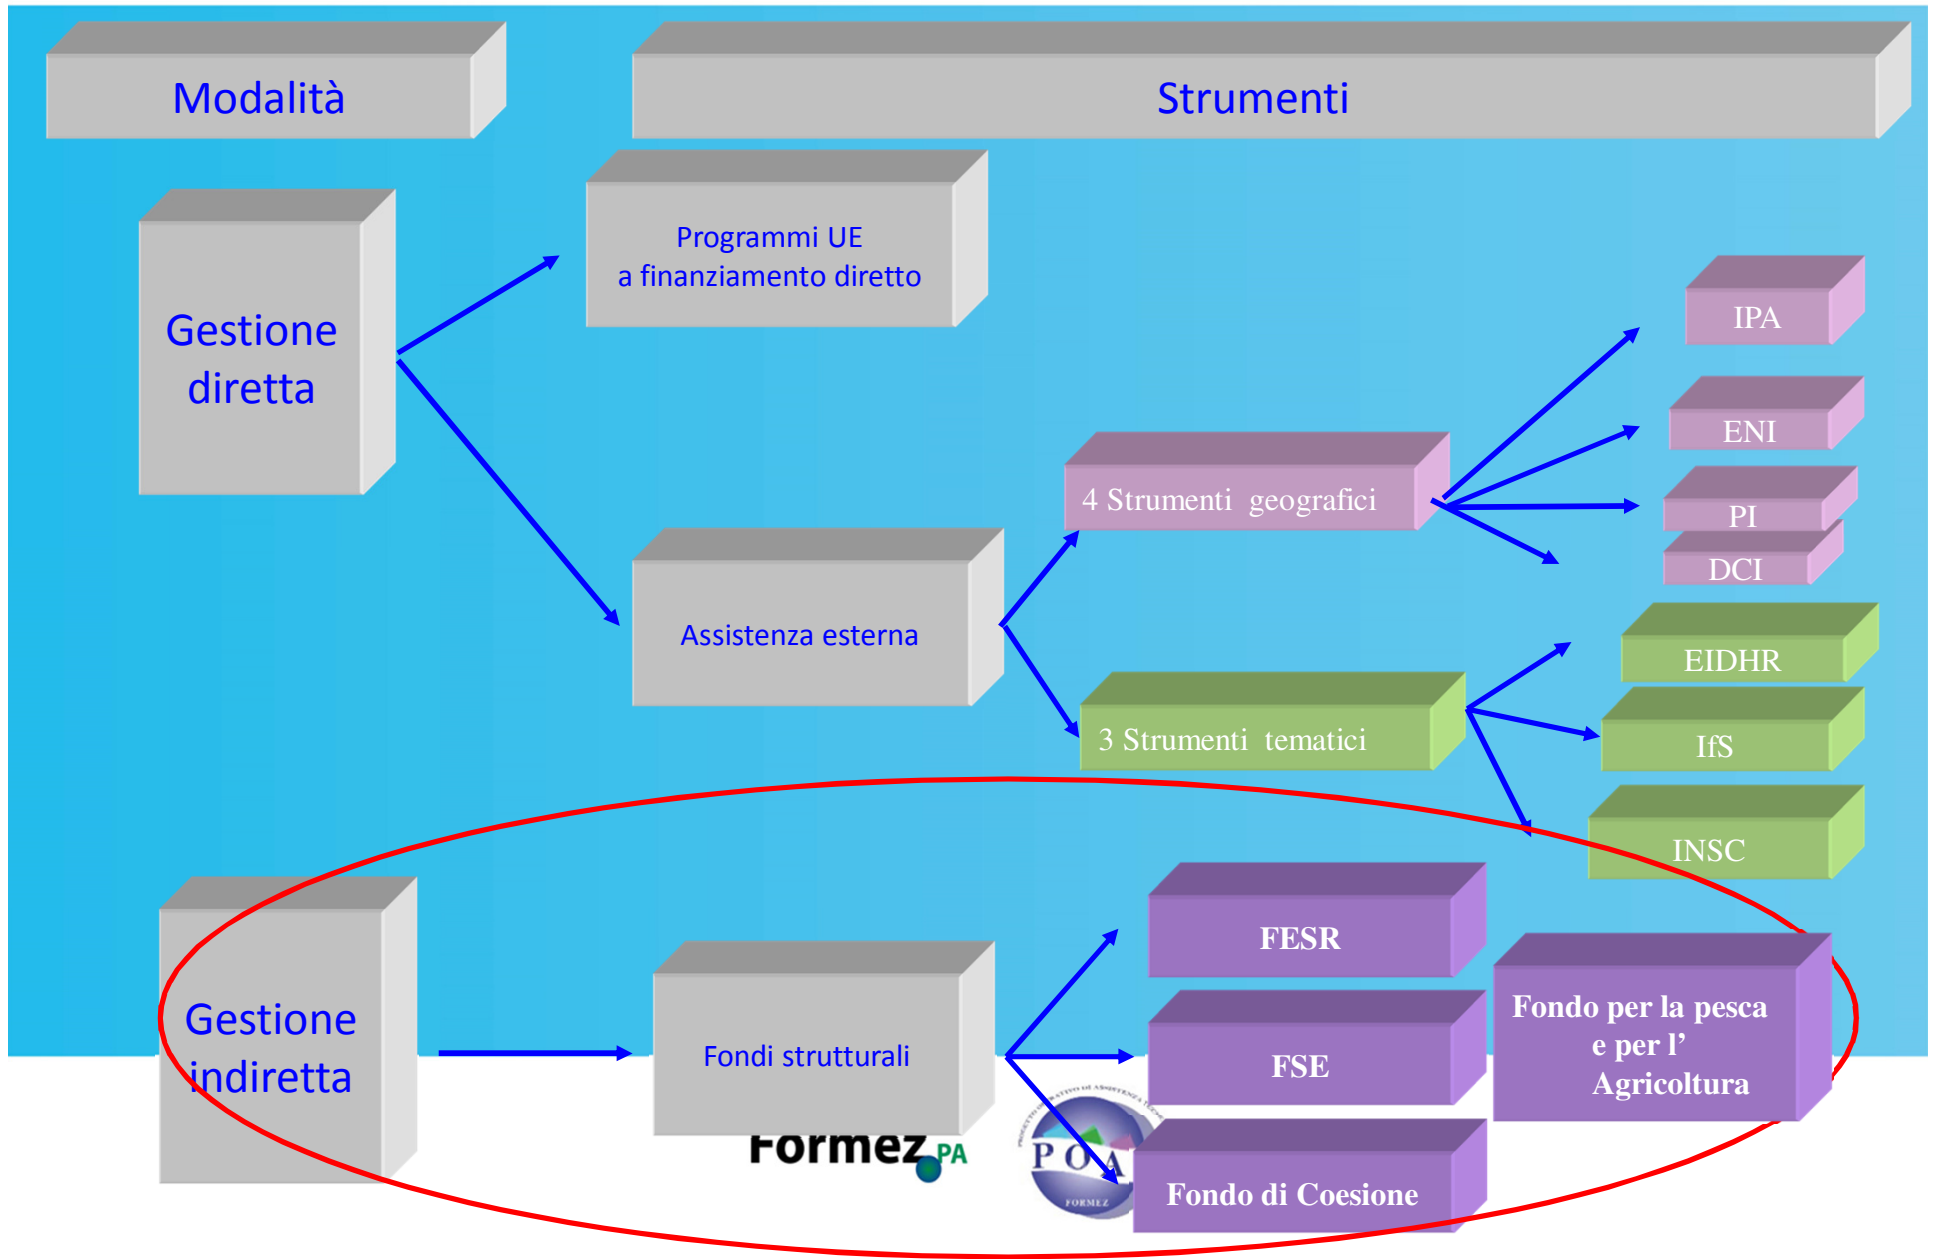 Modalità
Strumenti
Programmi UE
a finanziamento diretto
Gestione
diretta
IPA
ENI
4 Strumenti geografici
PI
DCI
Assistenza esterna
EIDHR
3 Strumenti tematici
IfS
INSC
FESR
Gestione
indiretta
Fondi strutturali
FSE
Fondo per la pesca
e per l’
Agricoltura
Formez PA
POA
FORMEZ
Fondo di Coesione